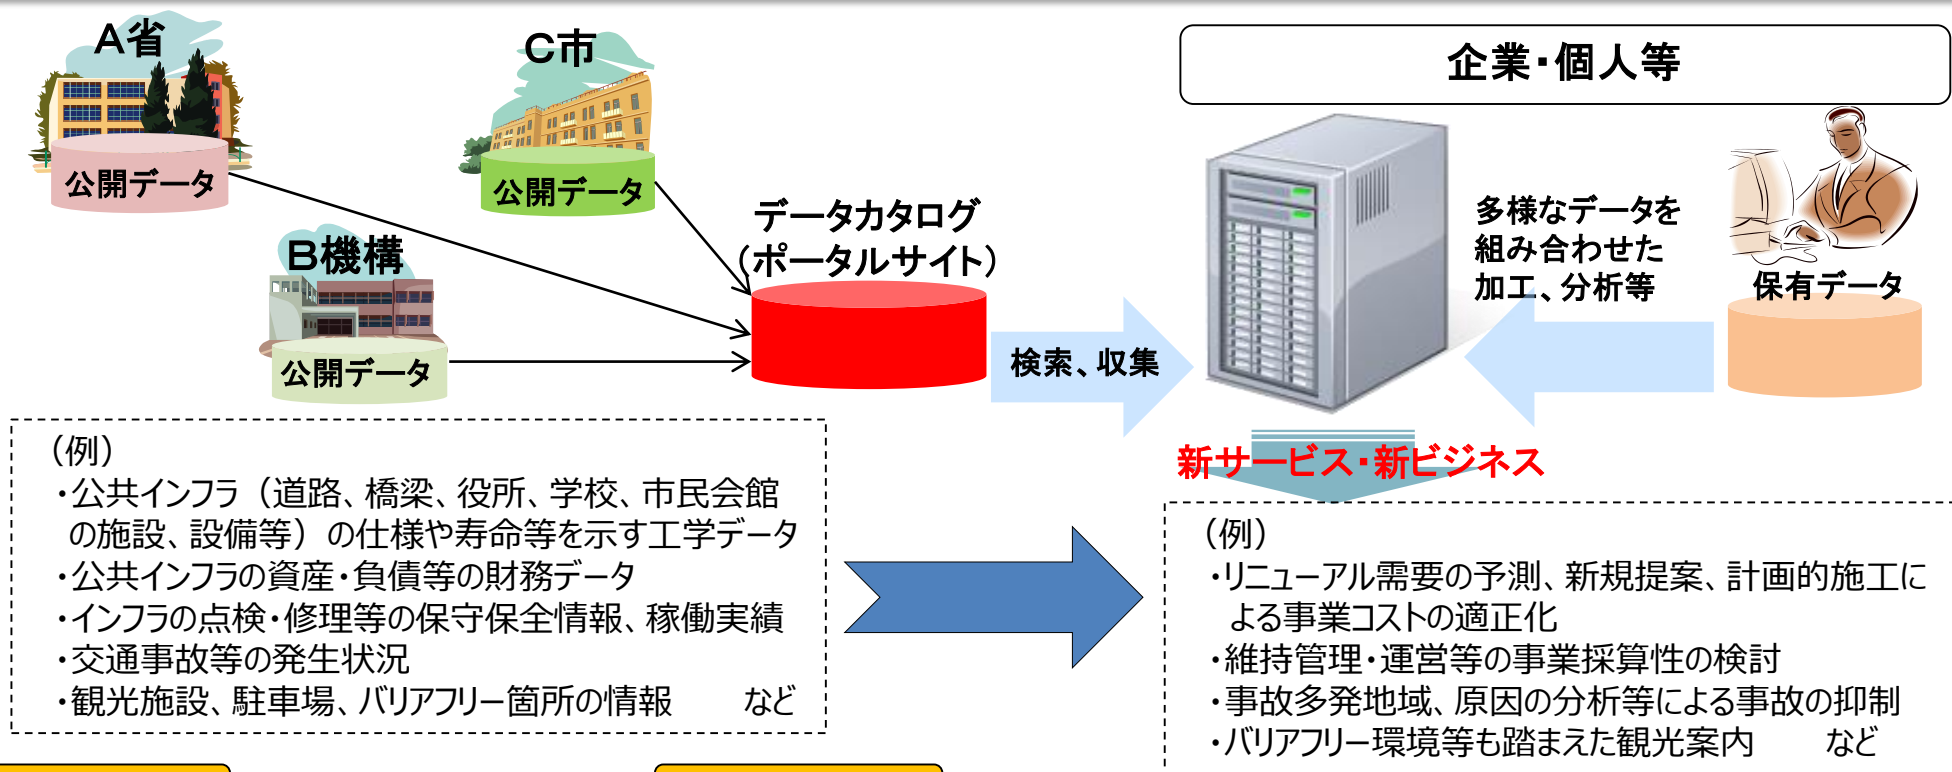 A省
公開データ
C市
公開データ
B機構
公開データ
データカタログ
（ポータルサイト）
検索、収集
企業・個人等
多様なデータを
組み合わせた
加工、分析等
保有データ
新サービス・新ビジネス
（例）
・公共インフラ（道路、橋梁、役所、学校、市民会館
の施設、設備等）の仕様や寿命等を示す工学データ
・公共インフラの資産・負債等の財務データ
・インフラの点検・修理等の保守保全情報、稼働実績
・交通事故等の発生状況
・観光施設、駐車場、バリアフリー箇所の情報　　など
（例）
・リニューアル需要の予測、新規提案、計画的施工に
よる事業コストの適正化
・維持管理・運営等の事業採算性の検討
・事故多発地域、原因の分析等による事故の抑制
・バリアフリー環境等も踏まえた観光案内　　など